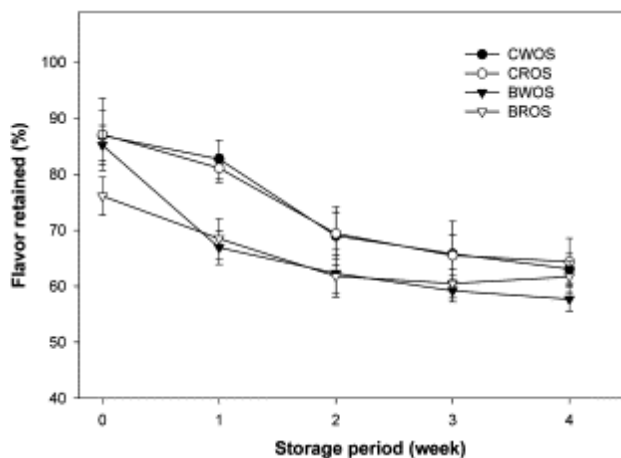 Flavor retained (%)
100
90
80
70
60
50
40
CWOS
CROS
BWOS
BROS
0 1 2 3 4
Storage period (week)